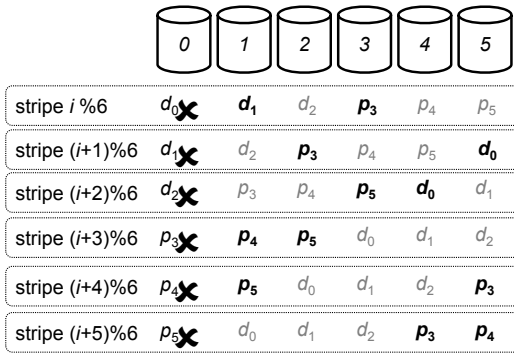 0 1 2 3 4 5
stripe i %6 d₀ d₁ d₂ p₃ p₄ p₅
stripe (i+1)%6 d₁ d₂ p₃ p₄ p₅ d₀
stripe (i+2)%6 d₂ p₃ p₄ p₅ d₀ d₁
stripe (i+3)%6 p₃ p₄ p₅ d₀ d₁ d₂
stripe (i+4)%6 p₄ p₅ d₀ d₁ d₂ p₃
stripe (i+5)%6 p₅ d₀ d₁ d₂ p₃ p₄